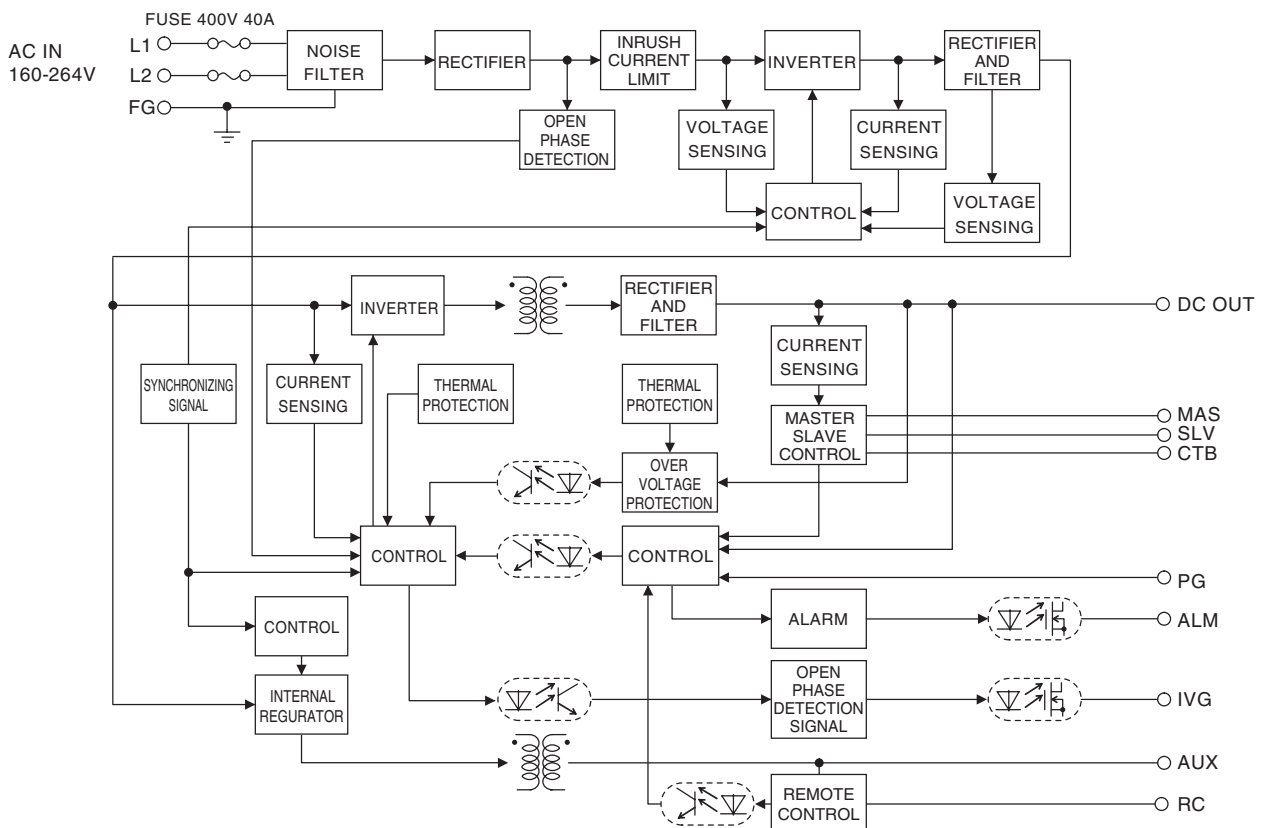 FUSE 400V 40A
AC IN
160-264V
L1
L2
FG
NOISE
FILTER
RECTIFIER
INRUSH
CURRENT
LIMIT
INVERTER
RECTIFIER
AND
FILTER
OPEN
PHASE
DETECTION
VOLTAGE
SENSING
CURRENT
SENSING
CONTROL
VOLTAGE
SENSING
INVERTER
RECTIFIER
AND
FILTER
DC OUT
SYNCHRONIZING
SIGNAL
CURRENT
SENSING
THERMAL
PROTECTION
THERMAL
PROTECTION
CURRENT
SENSING
MASTER
SLAVE
CONTROL
MAS
SLV
CTB
OVER
VOLTAGE
PROTECTION
CONTROL
CONTROL
PG
CONTROL
ALARM
ALM
INTERNAL
REGURATOR
OPEN
PHASE
DETECTION
SIGNAL
IVG
AUX
REMOTE
CONTROL
RC